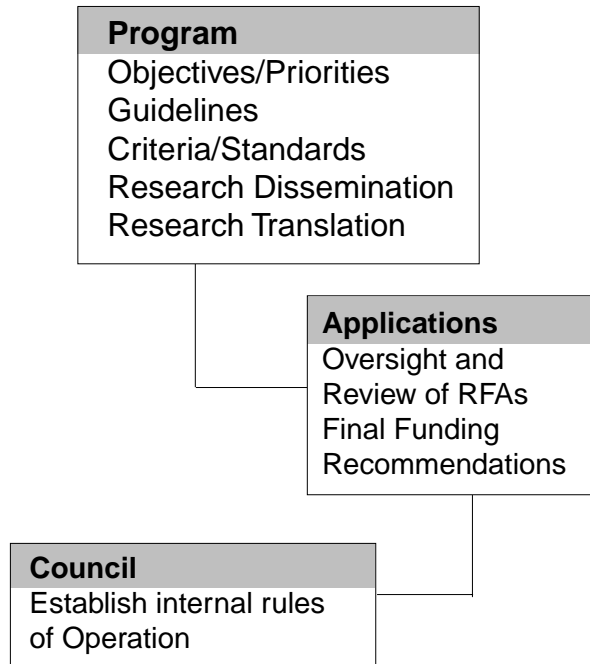 Program
Objectives/Priorities
Guidelines
Criteria/Standards
Research Dissemination
Research Translation
Applications
Oversight and
Review of RFAs
Final Funding
Recommendations
Council
Establish internal rules
of Operation